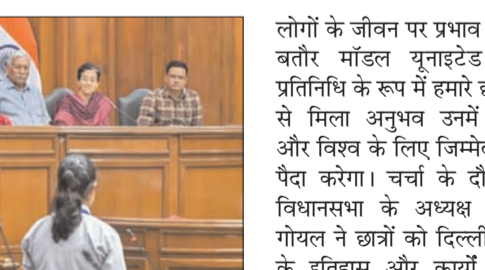 लोगों के जीवन पर प्रभाव
बतौर मॉडल यूनाइटेड
प्रतिनिधि के रूप में हमारे
से मिला अनुभव उनमें
और विश्व के लिए
पैदा करेगा। चर्चा के
विधानसभा के अध्यक्ष
गोयल ने छात्रों को
के इतिहास और कार्यों